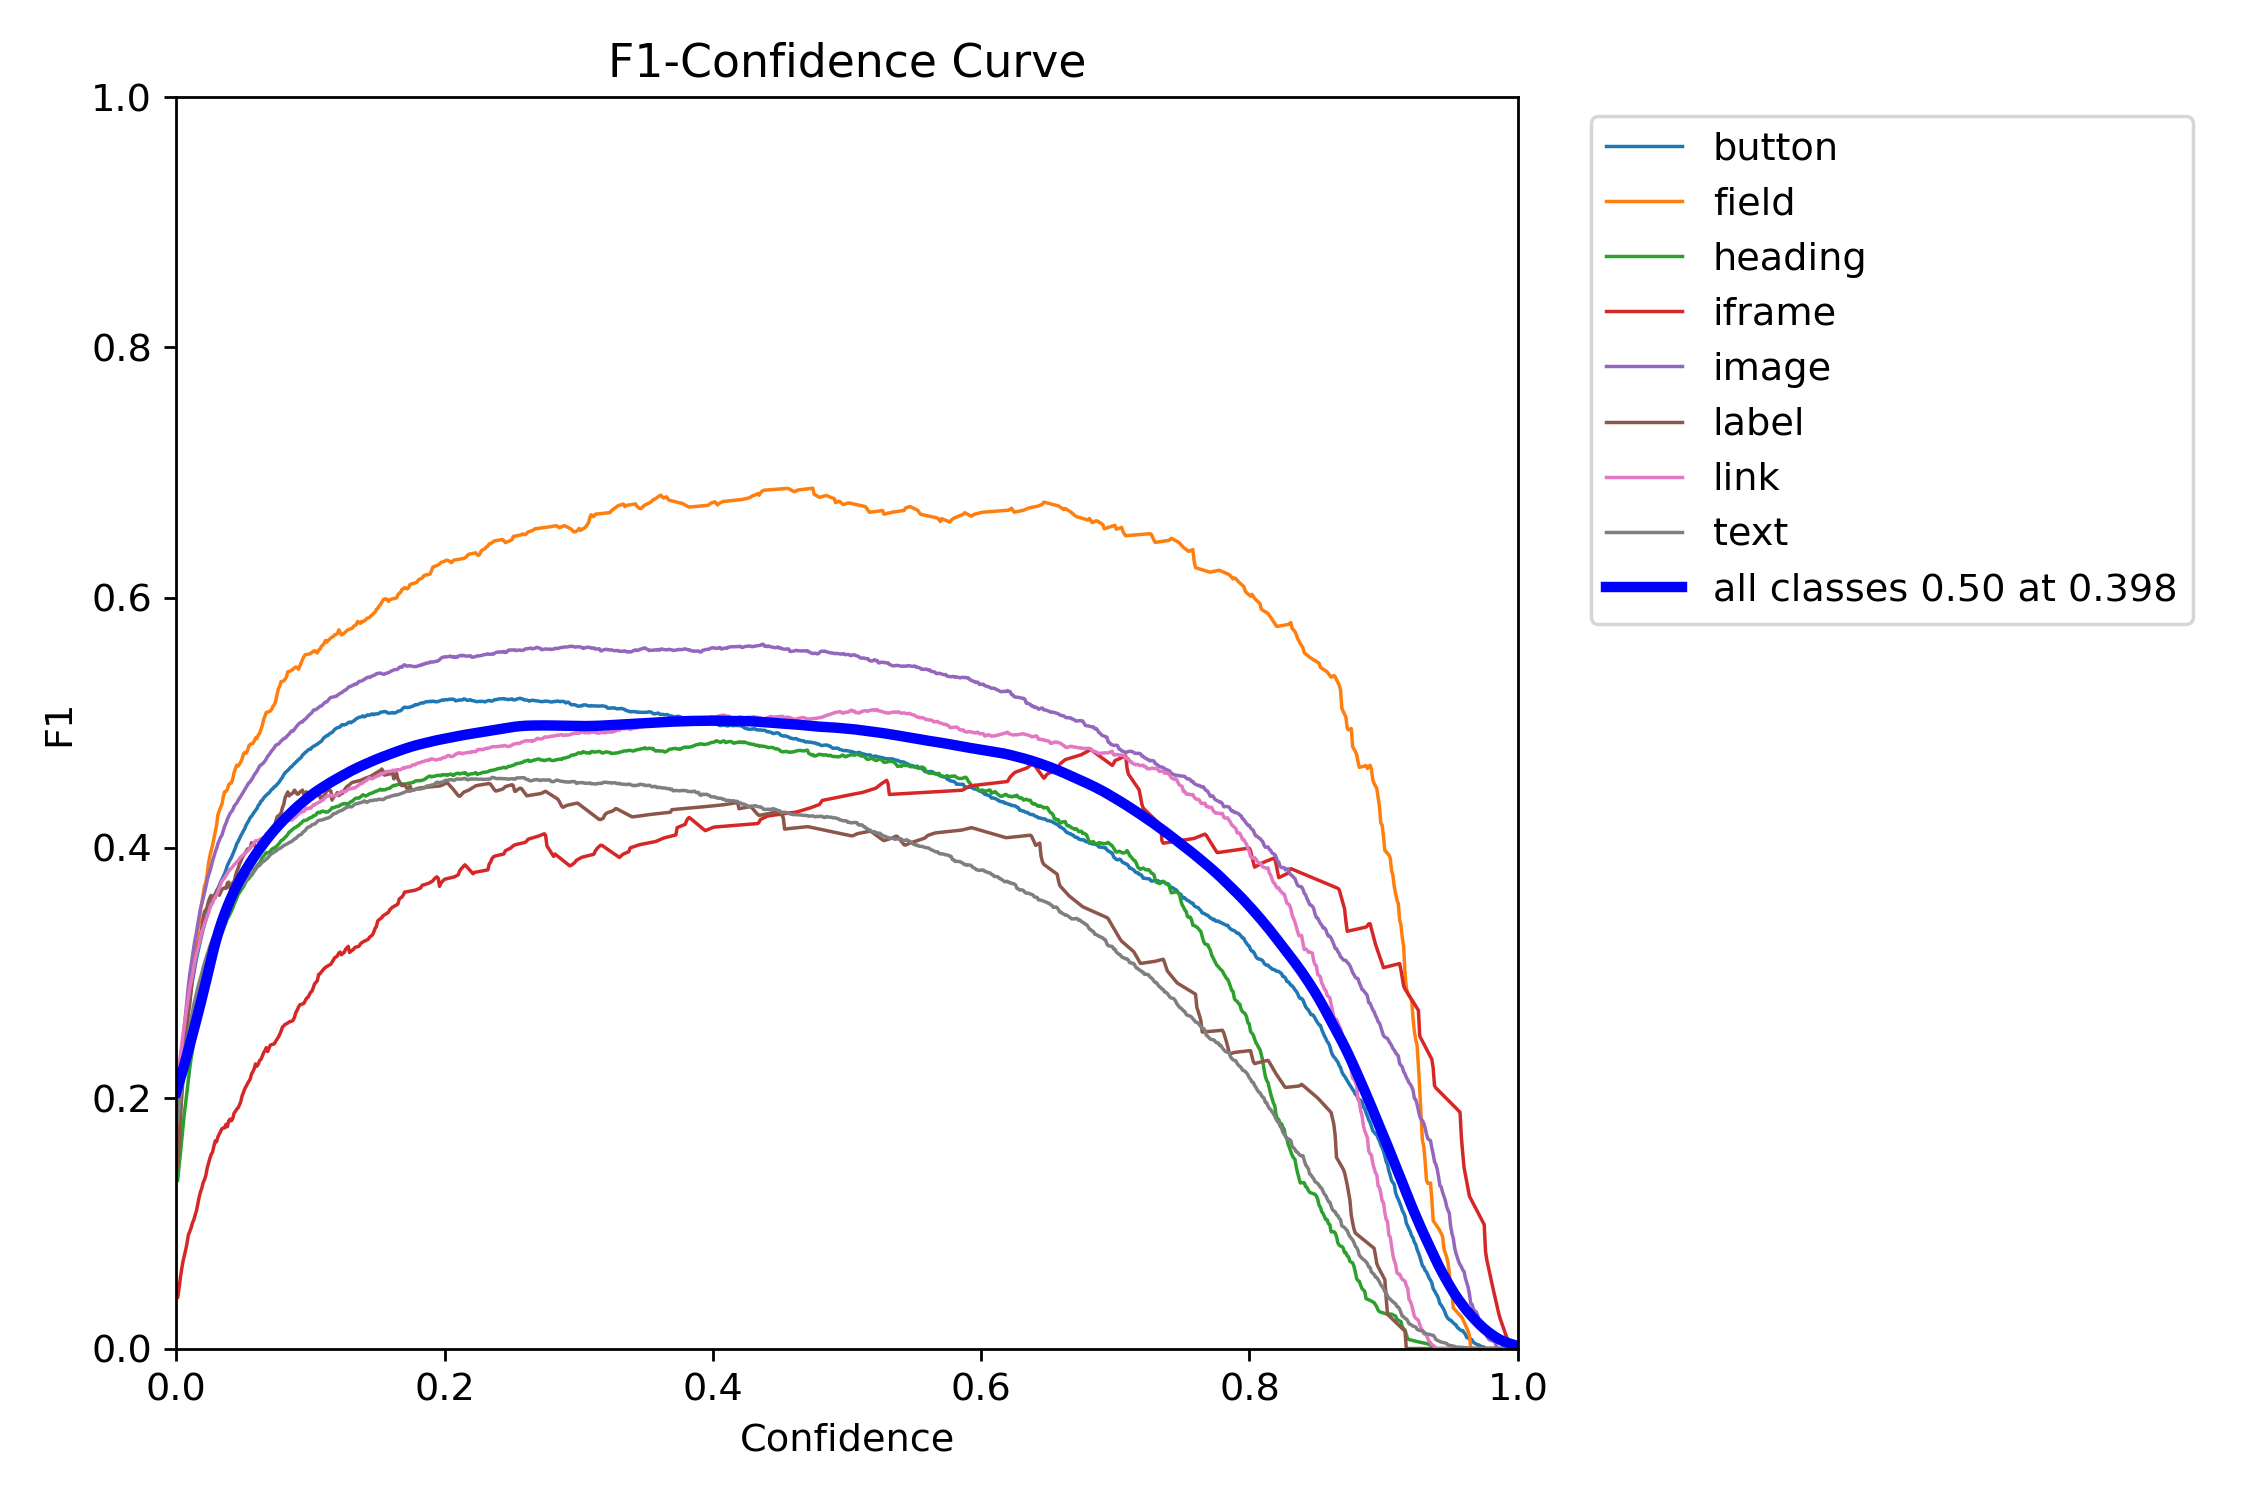 F1-Confidence Curve
1.0
0.8
0.6
0.4
0.2
0.0
F1
0.0 0.2 0.4 0.6 0.8 1.0
Confidence
button
field
heading
iframe
image
label
link
text
all classes 0.50 at 0.398